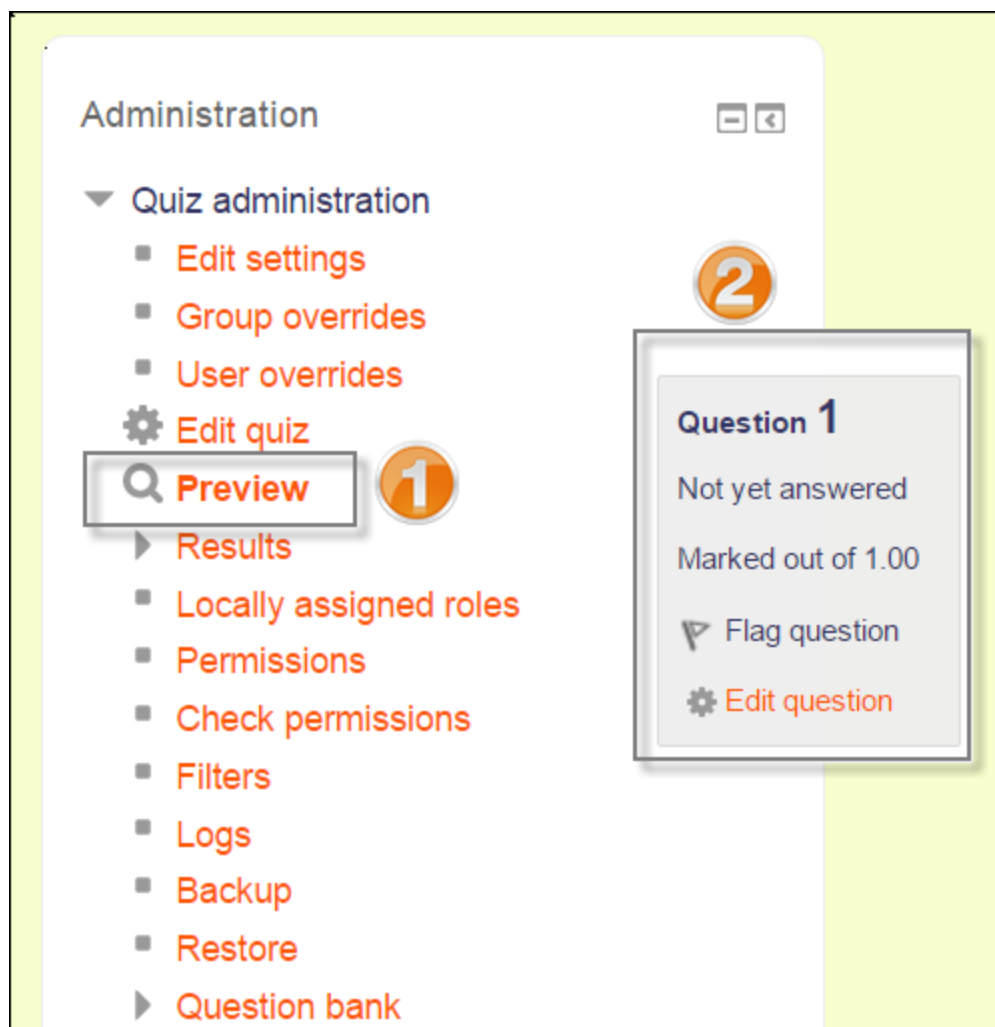 Administration
Quiz administration
Edit settings
Group overrides
User overrides
Edit quiz
Preview
1
Results
Locally assigned roles
Permissions
Check permissions
Filters
Logs
Backup
Restore
Question bank
2
Question 1
Not yet answered
Marked out of 1.00
Flag question
Edit question